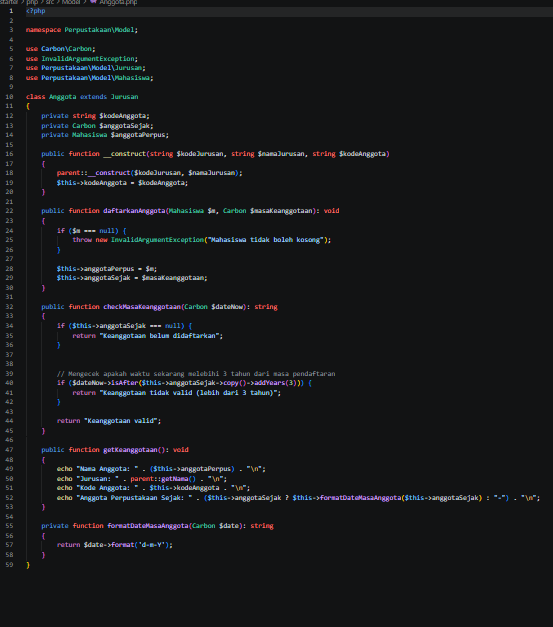 starter / php / src / Model / Anggota.php
1 <?php
2
3 namespace Perpustakaan\Model;
4
5 use Carbon\Carbon;
6 use InvalidArgumentException;
7 use Perpustakaan\Model\Jurusan;
8 use Perpustakaan\Model\Mahasiswa;
9
10 class Anggota extends Jurusan
11 {
12     private string $kodeAnggota;
13     private Carbon $anggotaSejak;
14     private Mahasiswa $anggotaPerpus;
15
16     public function __construct(string $kodeJurusan, string $namaJurusan, string $kodeAnggota)
17     {
18         parent::__construct($kodeJurusan, $namaJurusan);
19         $this->kodeAnggota = $kodeAnggota;
20     }
21
22     public function daftarkanAnggota(Mahasiswa $m, Carbon $masaKeanggotaan): void
23     {
24         if ($m === null) {
25             throw new InvalidArgumentException("Mahasiswa tidak boleh kosong");
26         }
27
28         $this->anggotaPerpus = $m;
29         $this->anggotaSejak = $masaKeanggotaan;
30     }
31
32     public function checkMasaKeanggotaan(Carbon $dateNow): string
33     {
34         if ($this->anggotaSejak === null) {
35             return "Keanggotaan belum didaftarkan";
36         }
37
38
39         // Mengecek apakah waktu sekarang melebihi 3 tahun dari masa pendaftaran
40         if ($dateNow->isAfter($this->anggotaSejak->copy()->addYears(3))) {
41             return "Keanggotaan tidak valid (lebih dari 3 tahun)";
42         }
43
44         return "Keanggotaan valid";
45     }
46
47     public function getKeanggotaan(): void
48     {
49         echo "Nama Anggota: " . ($this->anggotaPerpus) . "\n";
50         echo "Jurusan: " . parent::getNama() . "\n";
51         echo "Kode Anggota: " . $this->kodeAnggota . "\n";
52         echo "Anggota Perpustakaan Sejak: " . ($this->anggotaSejak ? $this->formatDateMasaAnggota($this->anggotaSejak) : "-") . "\n";
53     }
54
55     private function formatDateMasaAnggota(Carbon $date): string
56     {
57         return $date->format('d-m-Y');
58     }
59 }